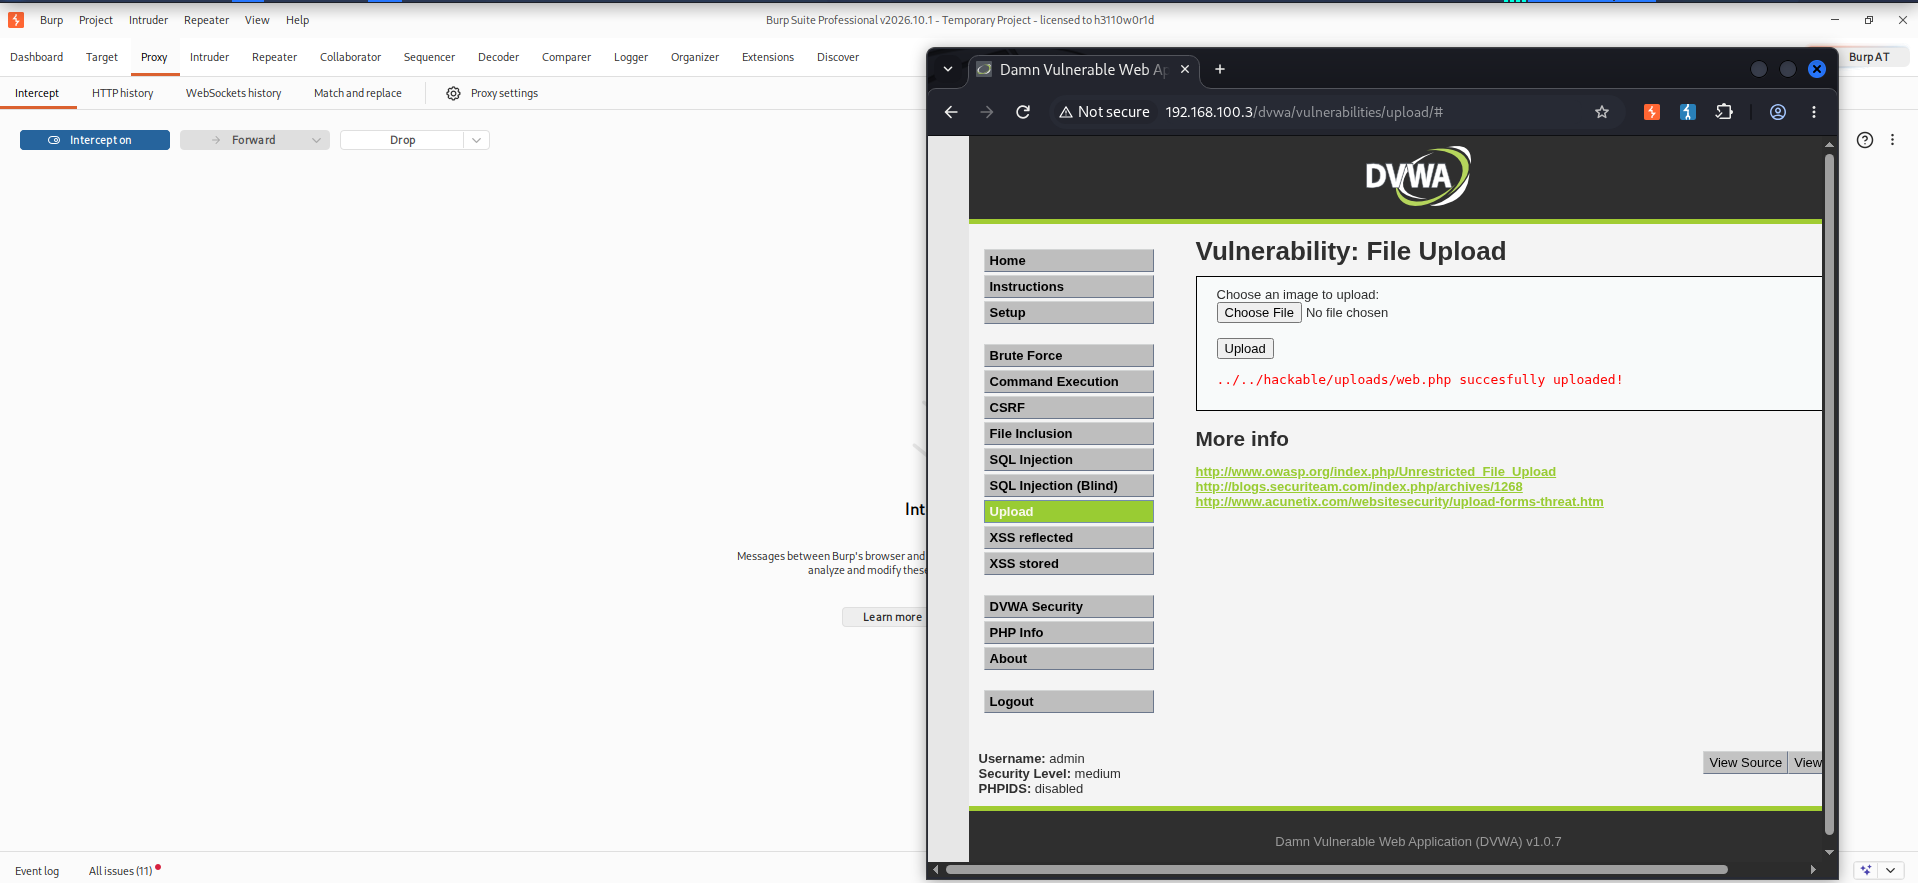 Burp Project Intruder Repeater View Help
Burp Suite Professional v2026.10.1 - Temporary Project - licensed to h3110w0r1d
Dashboard Target Proxy Intruder Repeater Collaborator Sequencer Decoder Comparer Logger Organizer Extensions Discover
Burp AT
Intercept HTTP history WebSockets history Match and replace Proxy settings
Intercept on Forward Drop
Int
Messages between Burp's browser and
analyze and modify these
Learn more
Event log All issues (11)
Damn Vulnerable Web Ap
Not secure 192.168.100.3/dvwa/vulnerabilities/upload/#
DVWA
Home
Instructions
Setup
Brute Force
Command Execution
CSRF
File Inclusion
SQL Injection
SQL Injection (Blind)
Upload
XSS reflected
XSS stored
DVWA Security
PHP Info
About
Logout
Vulnerability: File Upload
Choose an image to upload:
Choose File No file chosen
Upload
../../hackable/uploads/web.php succesfully uploaded!
More info
http://www.owasp.org/index.php/Unrestricted_File_Upload
http://blogs.securiteam.com/index.php/archives/1268
http://www.acunetix.com/websitesecurity/upload-forms-threat.htm
Username: admin
Security Level: medium
PHPIDS: disabled
View Source View
Damn Vulnerable Web Application (DVWA) v1.0.7